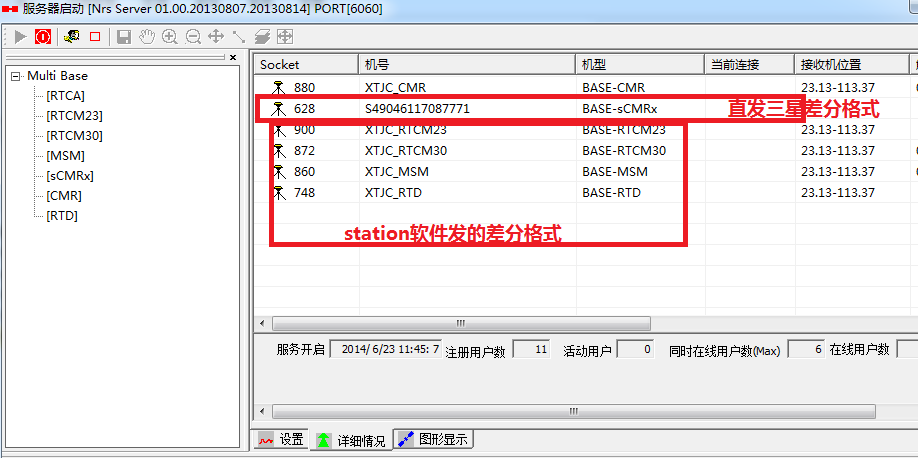 服务器启动 [Nrs Server 01.00.20130807.20130814] PORT[6060]
Multi Base
[RTCA]
[RTCM23]
[RTCM30]
[MSM]
[sCMRx]
[CMR]
[RTD]
Socket 机号 机型 当前连接 接收机位置
880 XTJC_CMR BASE-CMR 23.13-113.37
628 S49046117087771 BASE-sCMRx 直发三星差分格式
900 XTJC_RTCM23 BASE-RTCM23 23.13-113.37
872 XTJC_RTCM30 BASE-RTCM30 23.13-113.37
860 XTJC_MSM BASE-MSM 23.13-113.37
748 XTJC_RTD BASE-RTD 23.13-113.37
station软件发的差分格式
服务开启 2014/ 6/23 11:45: 7 注册用户数 11 活动用户 0 同时在线用户数(Max) 6 在线用户数
设置 详细情况 图形显示